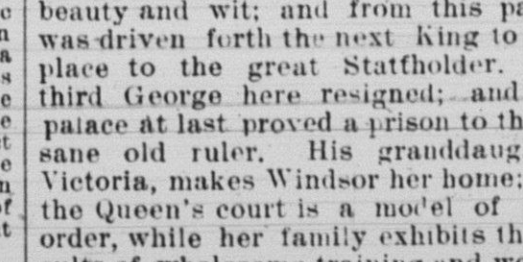 beauty and wit; and from this pa
was driven forth the next King to
place to the great Statfholder.
third George here resigned; and
palace at last proved a prison to th
sane old ruler. His granddaug
Victoria, makes Windsor her home;
the Queen's court is a model of
order, while her family exhibits th